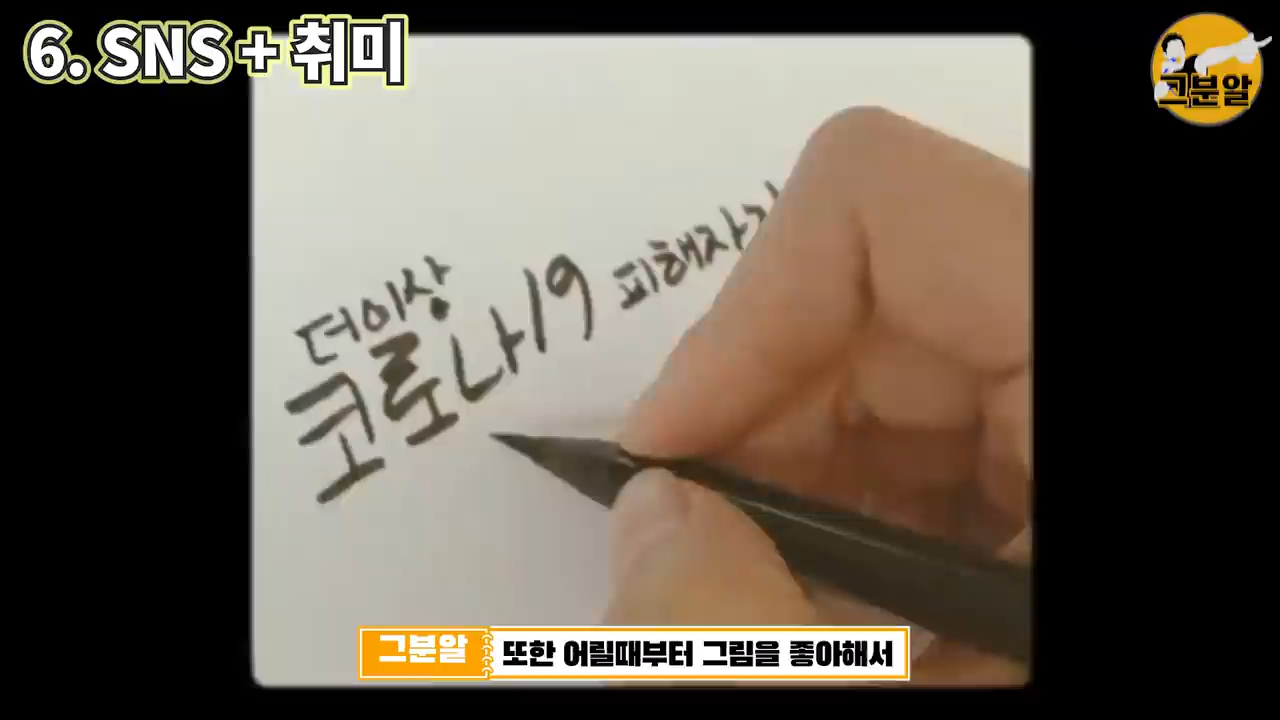 6. SNS + 취미
그분알
더이상
코로나19 피해자가
그분알 또한 어릴때부터 그림을 좋아해서